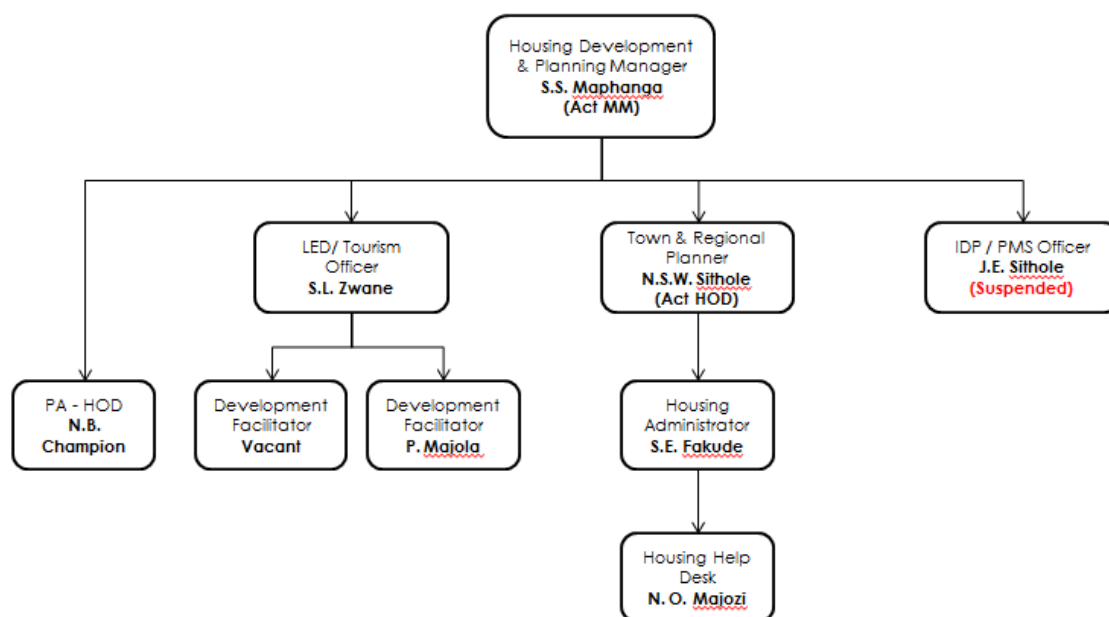 Housing Development
& Planning Manager
S.S. Maphanga
(Act MM)
LED/ Tourism
Officer
S.L. Zwane
Town & Regional
Planner
N.S.W. Sithole
(Act HOD)
IDP / PMS Officer
J.E. Sithole
(Suspended)
PA - HOD
N.B.
Champion
Development
Facilitator
Vacant
Development
Facilitator
P. Majola
Housing
Administrator
S.E. Fakude
Housing Help
Desk
N. O. Majozi